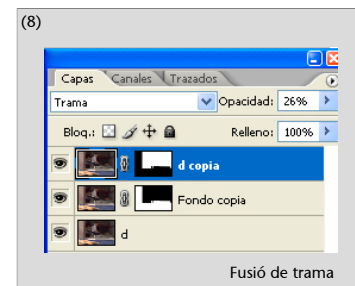 (8)
Capas Canales Trazados
Trama Opacidad: 26%
Bloq.: Relleno: 100%
d copia
Fondo copia
d
Fusió de trama